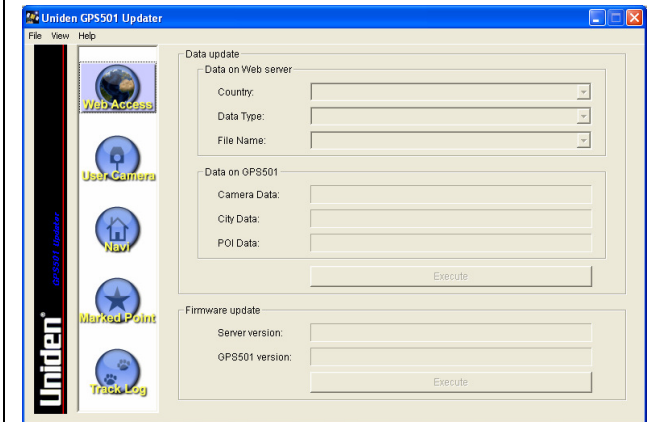 Uniden GPS501 Updater
File View Help
Web Access
User Camera
Navi
Marked Point
Track Log
GPS501 Updater
Uniden®
Data update
Data on Web server
Country:
Data Type:
File Name:
Data on GPS501
Camera Data:
City Data:
POI Data:
Execute
Firmware update
Server version:
GPS501 version:
Execute